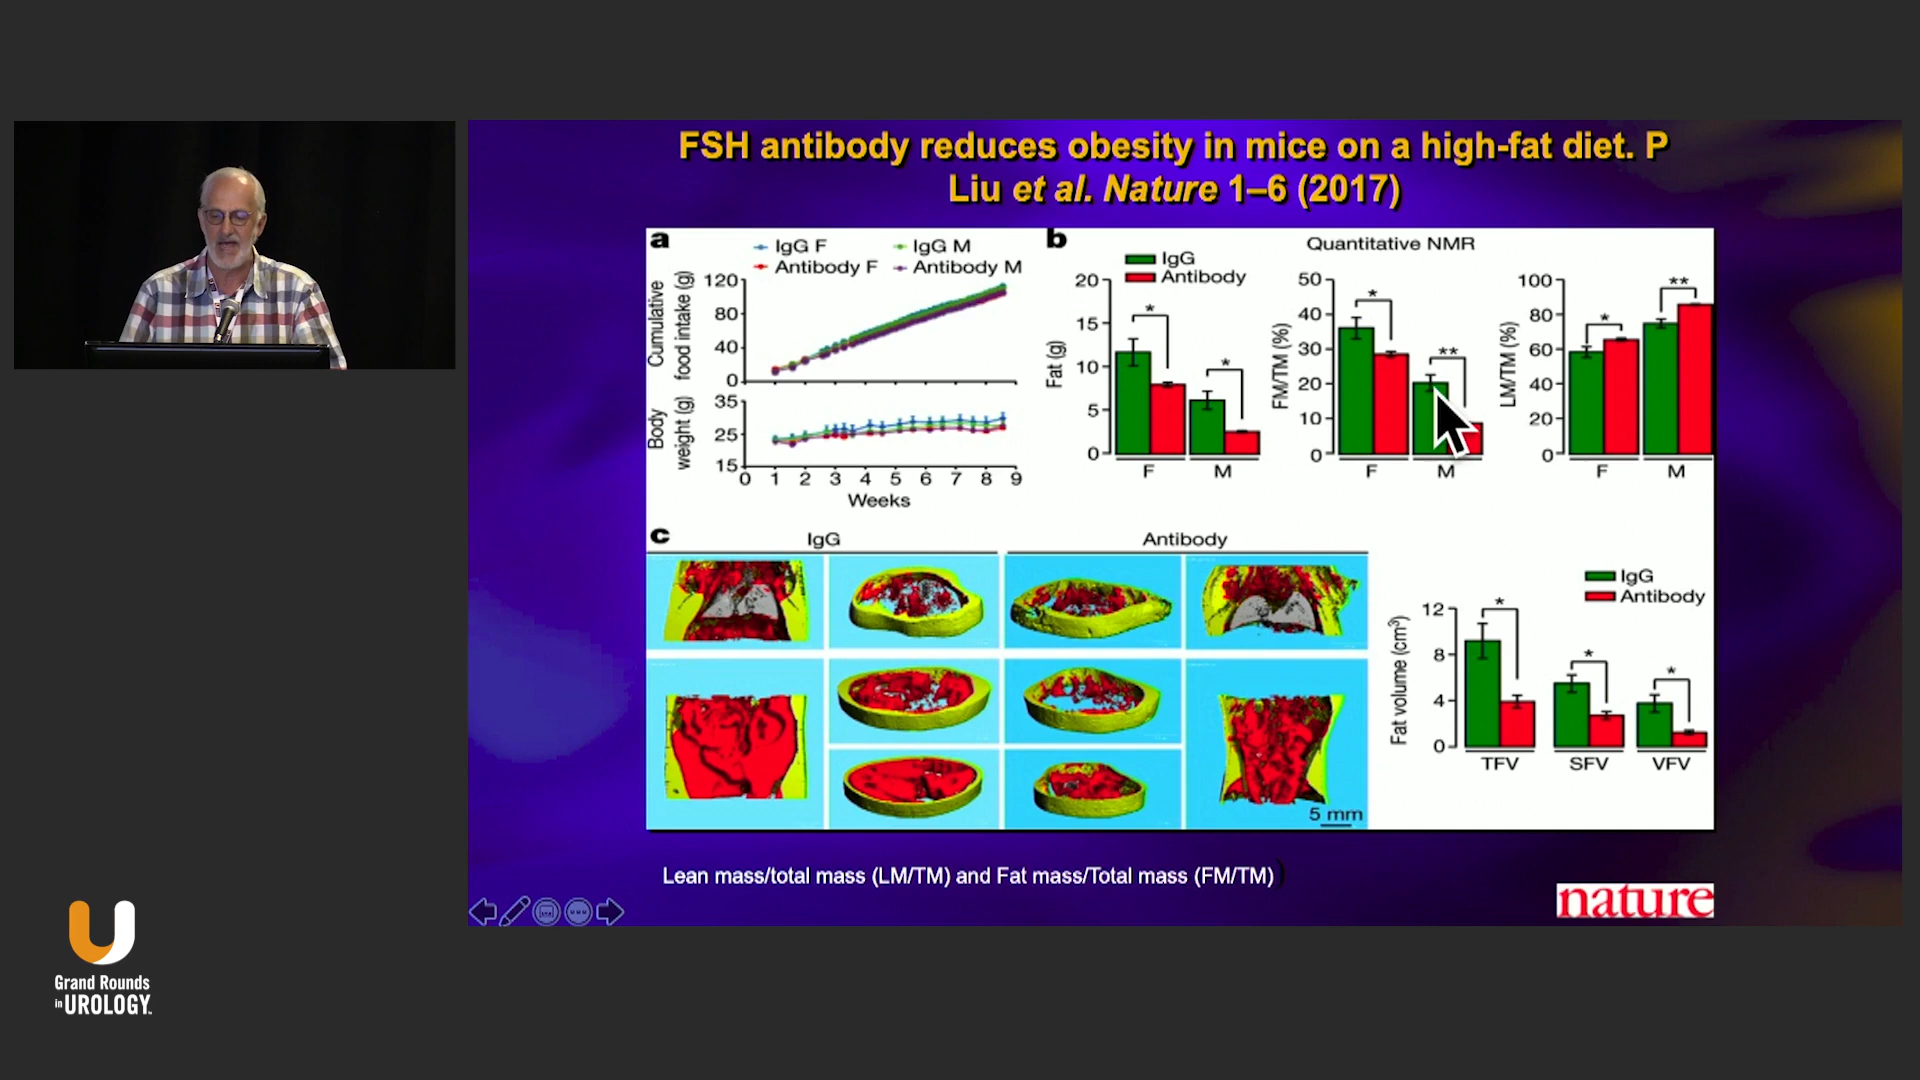 FSH antibody reduces obesity in mice on a high-fat diet. P
Liu et al. Nature 1–6 (2017)
a
IgG F
IgG M
Antibody F
Antibody M
Cumulative
food intake (g)
120
80
40
0
Body
weight (g)
35
25
15
0 1 2 3 4 5 6 7 8 9
Weeks
b
IgG
Antibody
Quantitative NMR
Fat (g)
20
15
10
5
0
*
*
F M
FM/TM (%)
50
40
30
20
10
0
*
**
F M
LM/TM (%)
100
80
60
40
20
0
*
**
F M
c
IgG
Antibody
5 mm
IgG
Antibody
Fat volume (cm³)
12
8
4
0
*
*
*
TFV SFV VFV
Lean mass/total mass (LM/TM) and Fat mass/Total mass (FM/TM)
nature
Grand Rounds
in UROLOGY